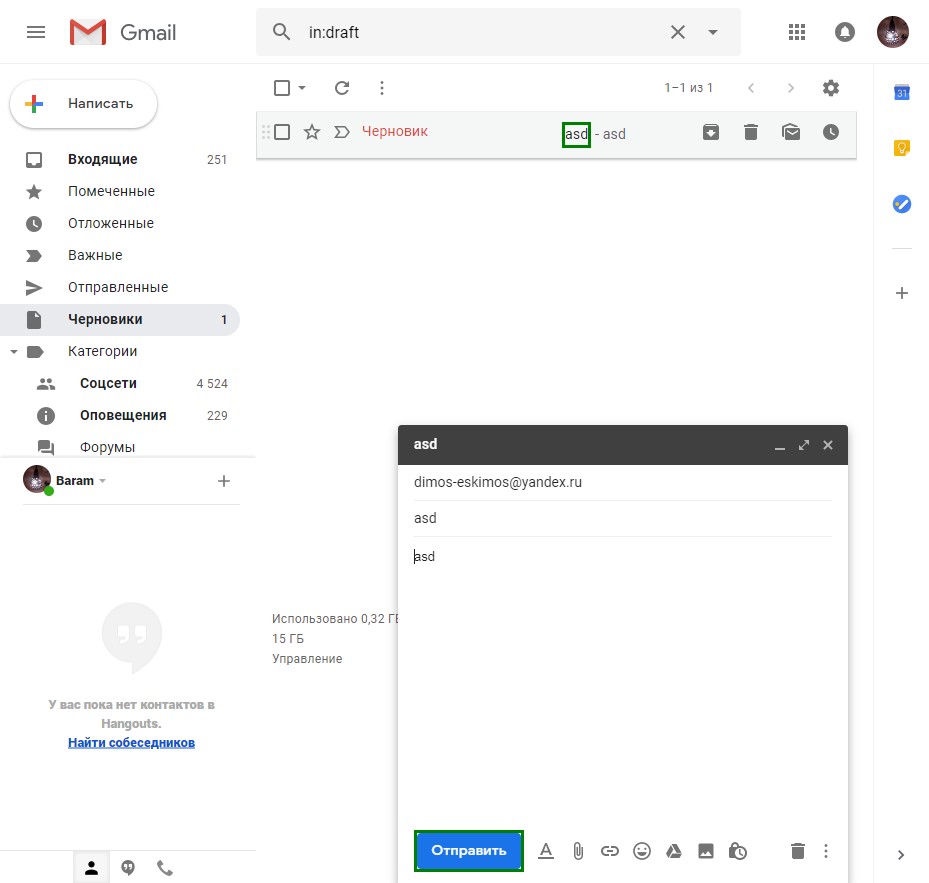 Gmail
in:draft
Написать
1–1 из 1
31
Черновик
asd - asd
Входящие 251
Помеченные
Отложенные
Важные
Отправленные
Черновики 1
Категории
Соцсети 4 524
Оповещения 229
Форумы
Baram
У вас пока нет контактов в
Hangouts.
Найти собеседников
Использовано 0,32 ГБ
15 ГБ
Управление
asd
dimos-eskimos@yandex.ru
asd
asd
Отправить